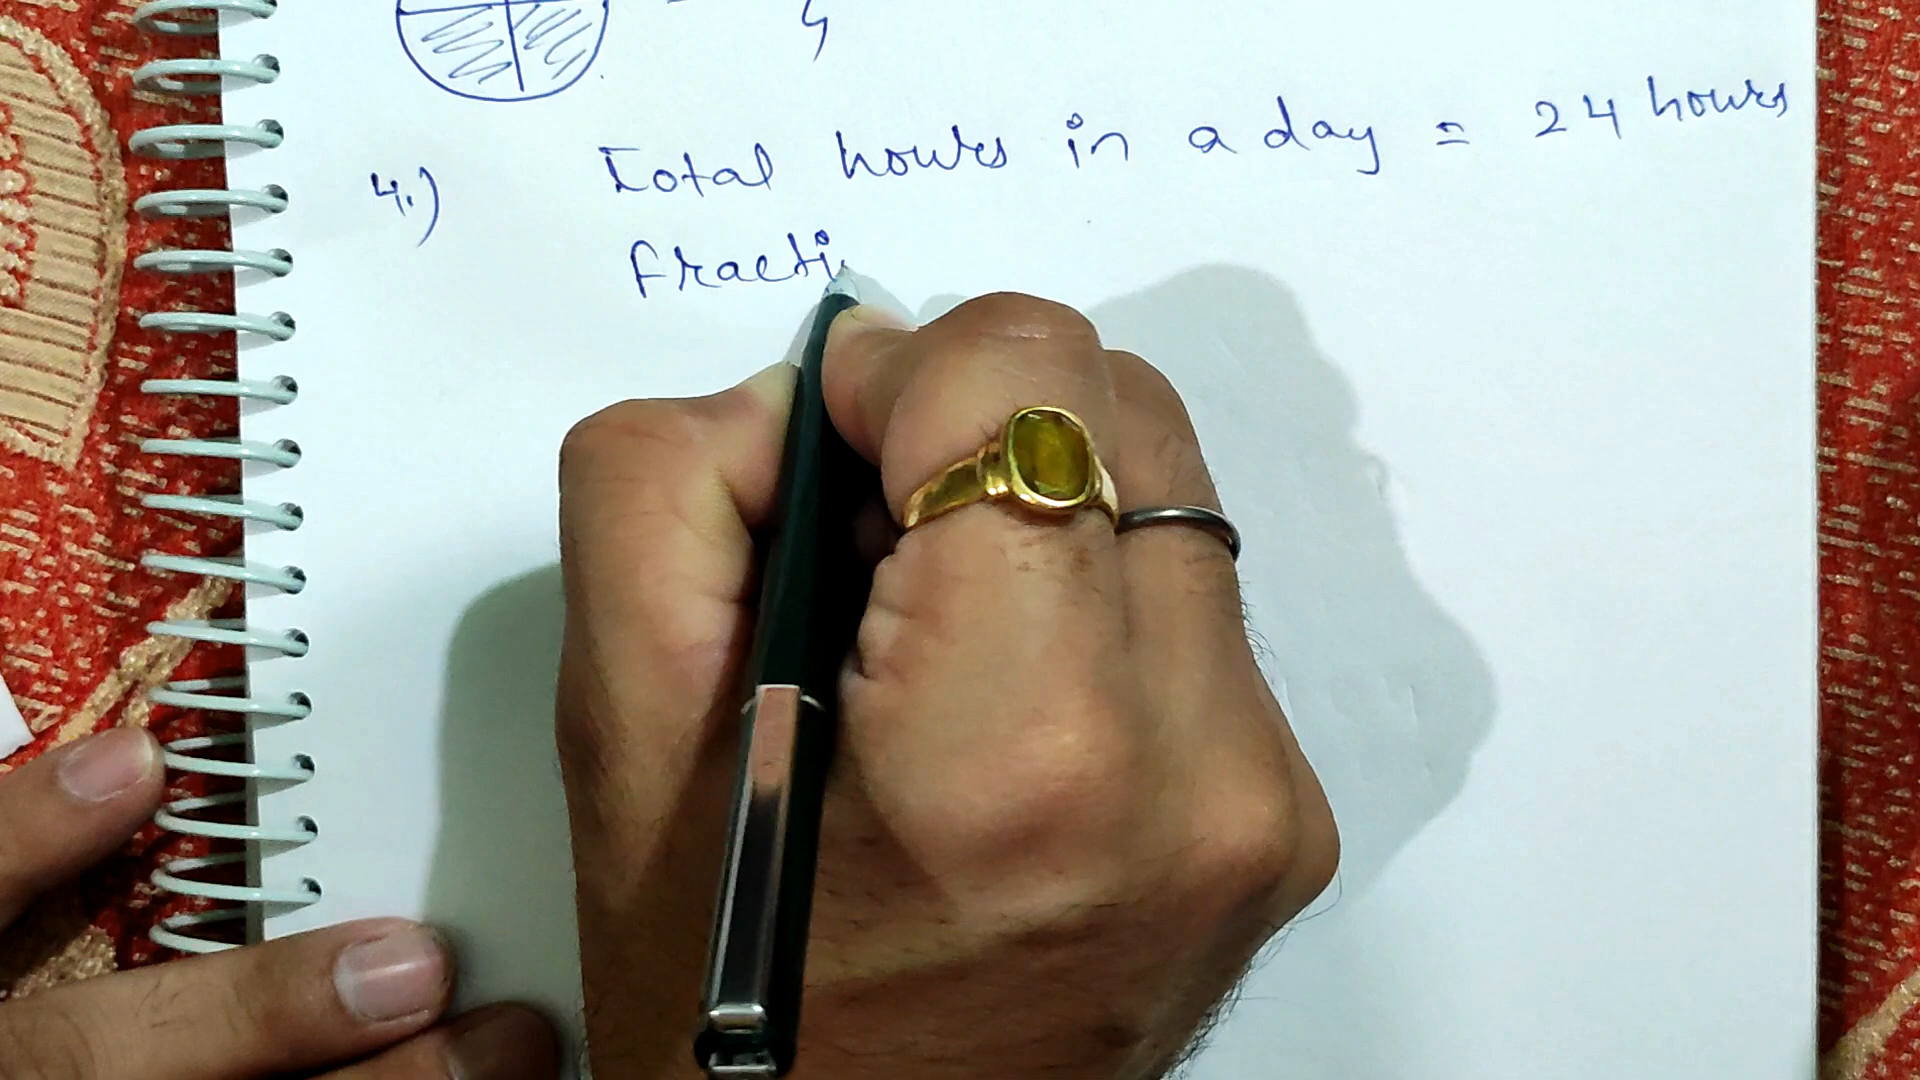 4.) Total hours in a day = 24 hours
Fracti